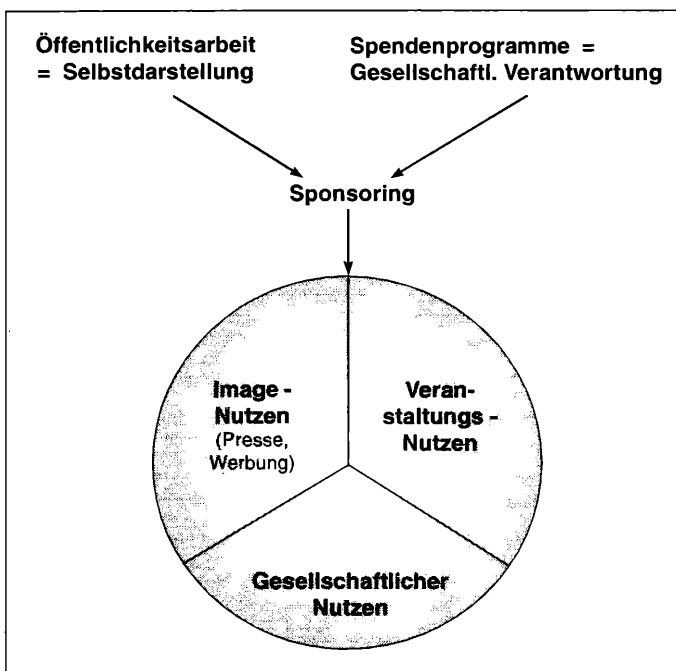 Öffentlichkeitsarbeit
= Selbstdarstellung
Spendenprogramme =
Gesellschaftl. Verantwortung
Sponsoring
Image -
Nutzen
(Presse,
Werbung)
Veran-
staltungs -
Nutzen
Gesellschaftlicher
Nutzen